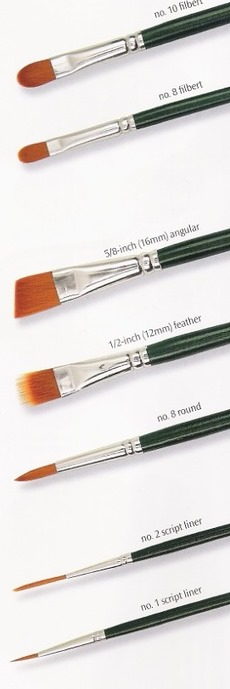 no. 10 filbert
no. 8 filbert
5/8-inch (16mm) angular
1/2-inch (12mm) feather
no. 8 round
no. 2 script liner
no. 1 script liner